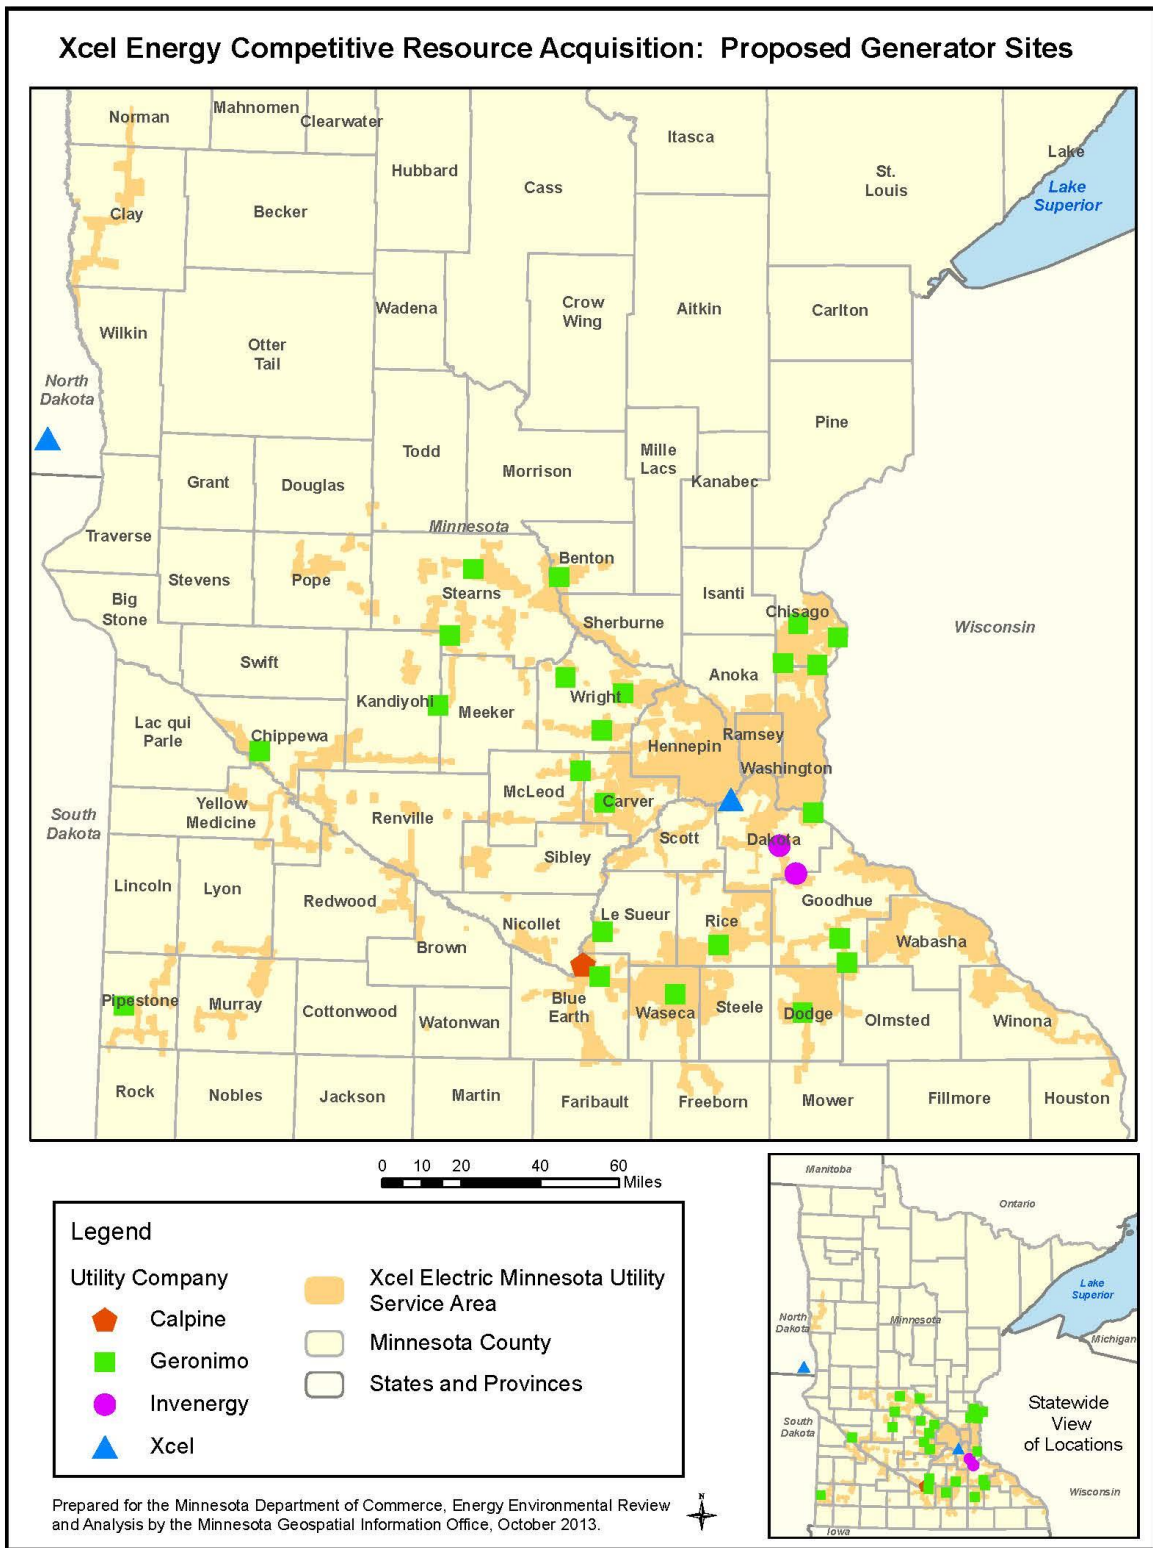 Xcel Energy Competitive Resource Acquisition:  Proposed Generator Sites
Norman
Mahnomen
Clearwater
Hubbard
Cass
Itasca
St.
Louis
Lake
Lake
Superior
Clay
Becker
Wadena
Crow
Wing
Aitkin
Carlton
Wilkin
Otter
Tail
North
Dakota
Pine
Todd
Mille
Lacs
Morrison
Kanabec
Grant
Douglas
Minnesota
Traverse
Stevens
Pope
Stearns
Benton
Isanti
Chisago
Big
Stone
Sherburne
Wisconsin
Swift
Anoka
Kandiyohi
Meeker
Wright
Lac qui
Parle
Chippewa
Hennepin
Ramsey
Washington
Yellow
Medicine
Renville
McLeod
Carver
South
Dakota
Scott
Dakota
Sibley
Lincoln
Lyon
Redwood
Nicollet
Le Sueur
Rice
Goodhue
Brown
Wabasha
Pipestone
Murray
Cottonwood
Watonwan
Blue
Earth
Waseca
Steele
Dodge
Olmsted
Winona
Rock
Nobles
Jackson
Martin
Faribault
Freeborn
Mower
Fillmore
Houston
0 10 20 40 60
Miles
Legend
Utility Company
Calpine
Geronimo
Invenergy
Xcel
Xcel Electric Minnesota Utility
Service Area
Minnesota County
States and Provinces
Prepared for the Minnesota Department of Commerce, Energy Environmental Review
and Analysis by the Minnesota Geospatial Information Office, October 2013.
N
Manitoba
Ontario
Lake
Superior
North
Dakota
Minnesota
Michigan
South
Dakota
Statewide
View
of Locations
Wisconsin
Iowa